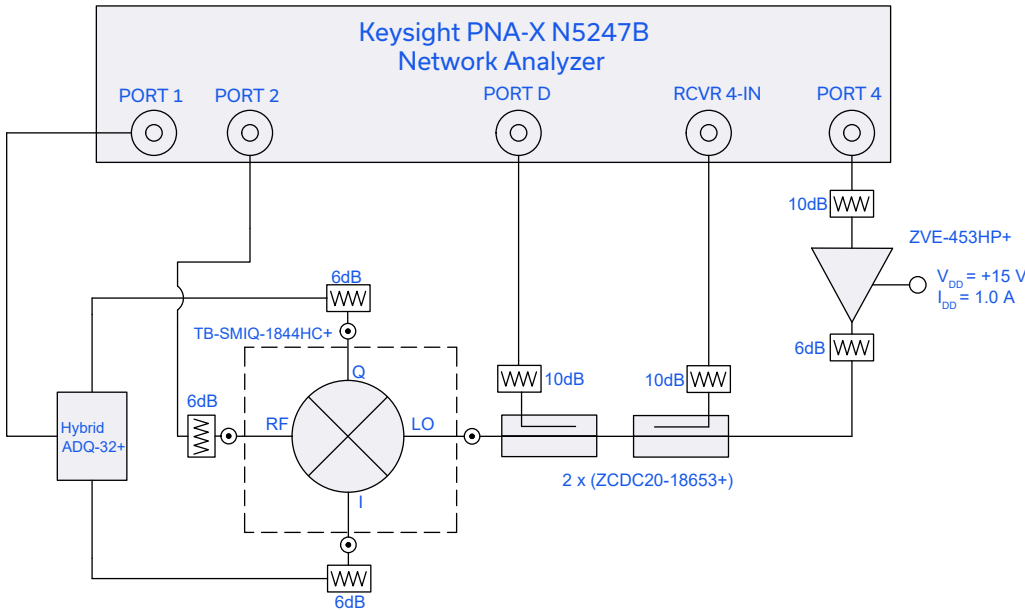 Keysight PNA-X N5247B
Network Analyzer
PORT 1
PORT 2
PORT D
RCVR 4-IN
PORT 4
10dB
ZVE-453HP+
V_DD = +15 V
I_DD = 1.0 A
6dB
6dB
TB-SMIQ-1844HC+
10dB
10dB
Q
6dB
RF
LO
Hybrid
ADQ-32+
2 x (ZCDC20-18653+)
I
6dB